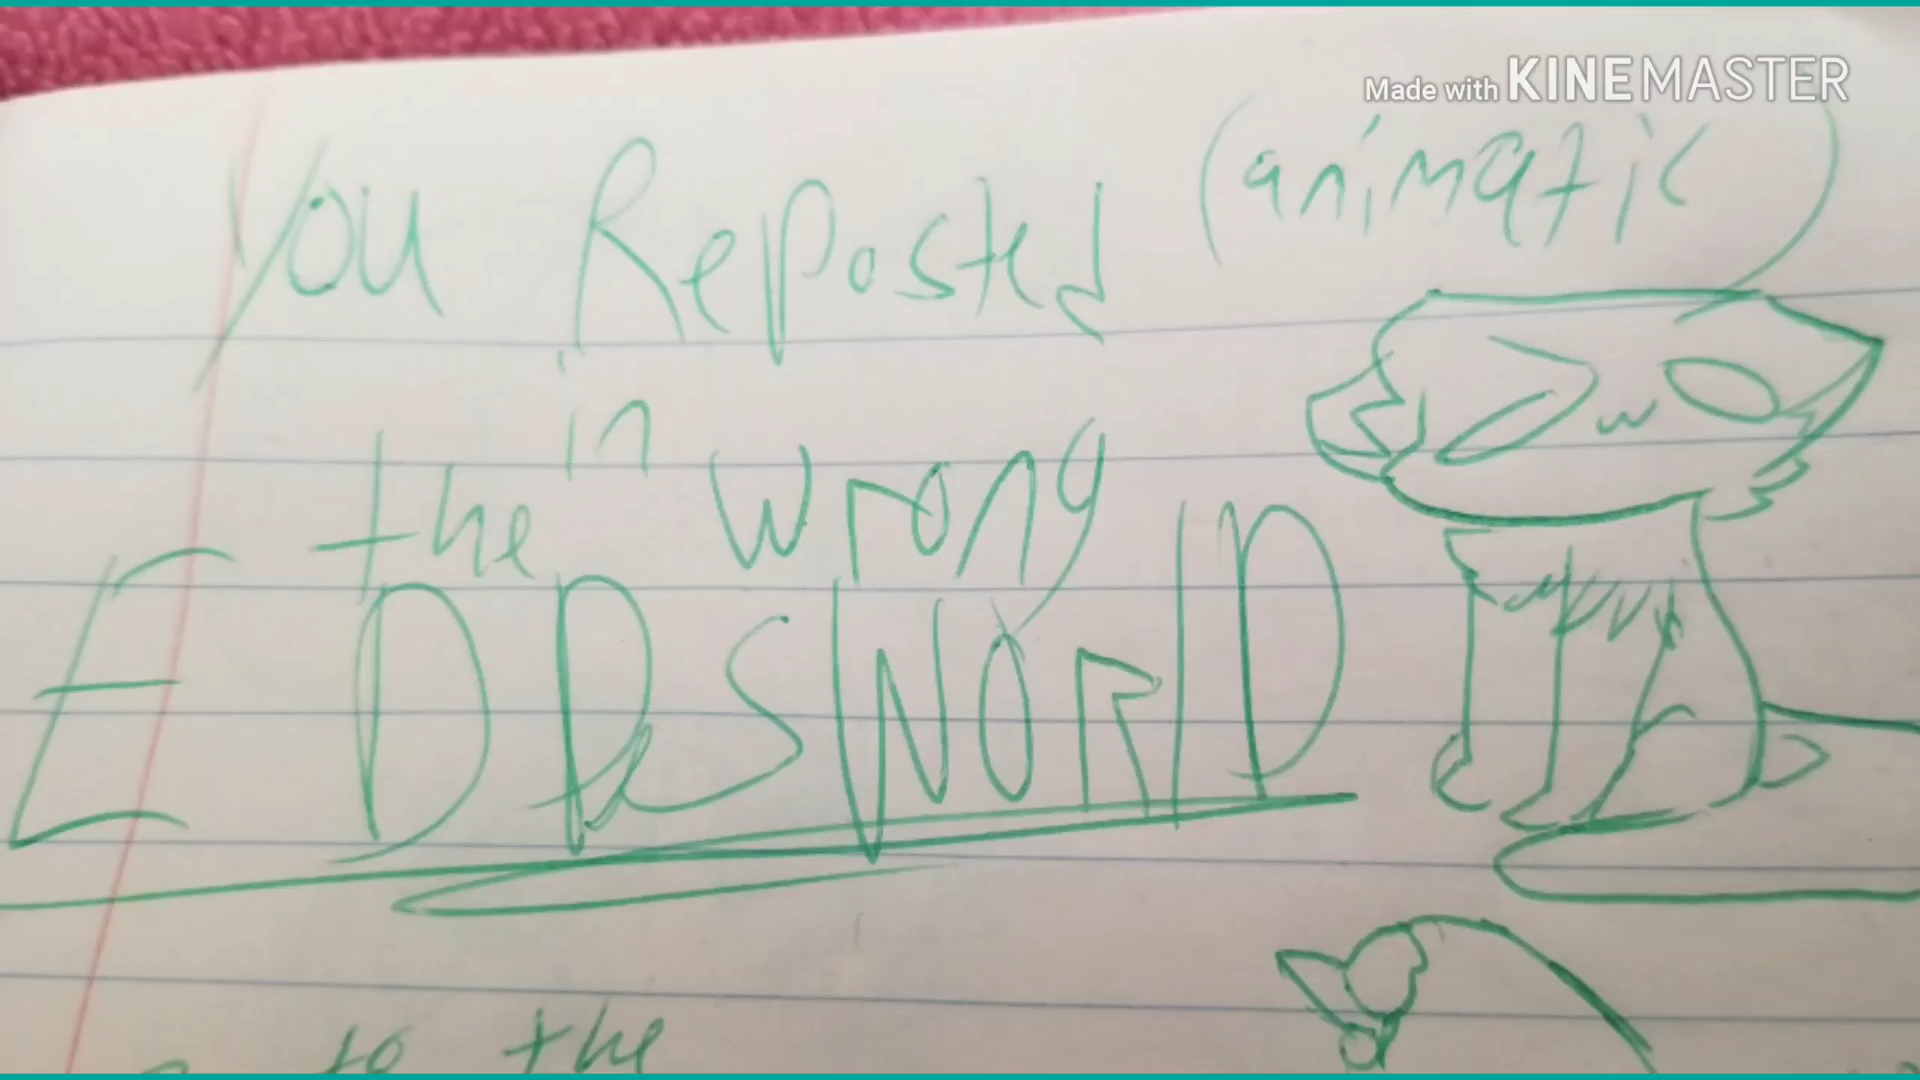 Made with KINEMASTER
You Reposted (animatic)
in
the wrong
EDDSWORlD
to the